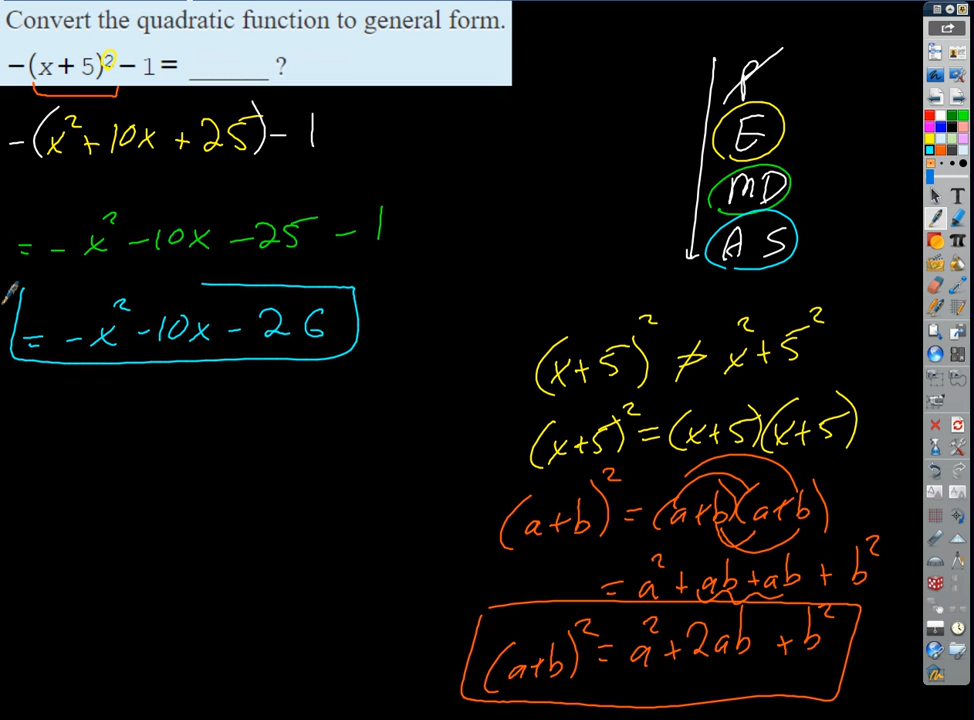 Convert the quadratic function to general form.
−(x + 5)² − 1 = ________ ?
-(x² + 10x + 25) - 1
= - x² - 10x - 25 - 1
= - x² - 10x - 26
P
E
MD
A S
(x + 5)² ≠ x² + 5²
(x+5)² = (x+5)(x+5)
(a+b)² = (a+b)(a+b)
= a² + ab + ab + b²
(a+b)² = a² + 2ab + b²